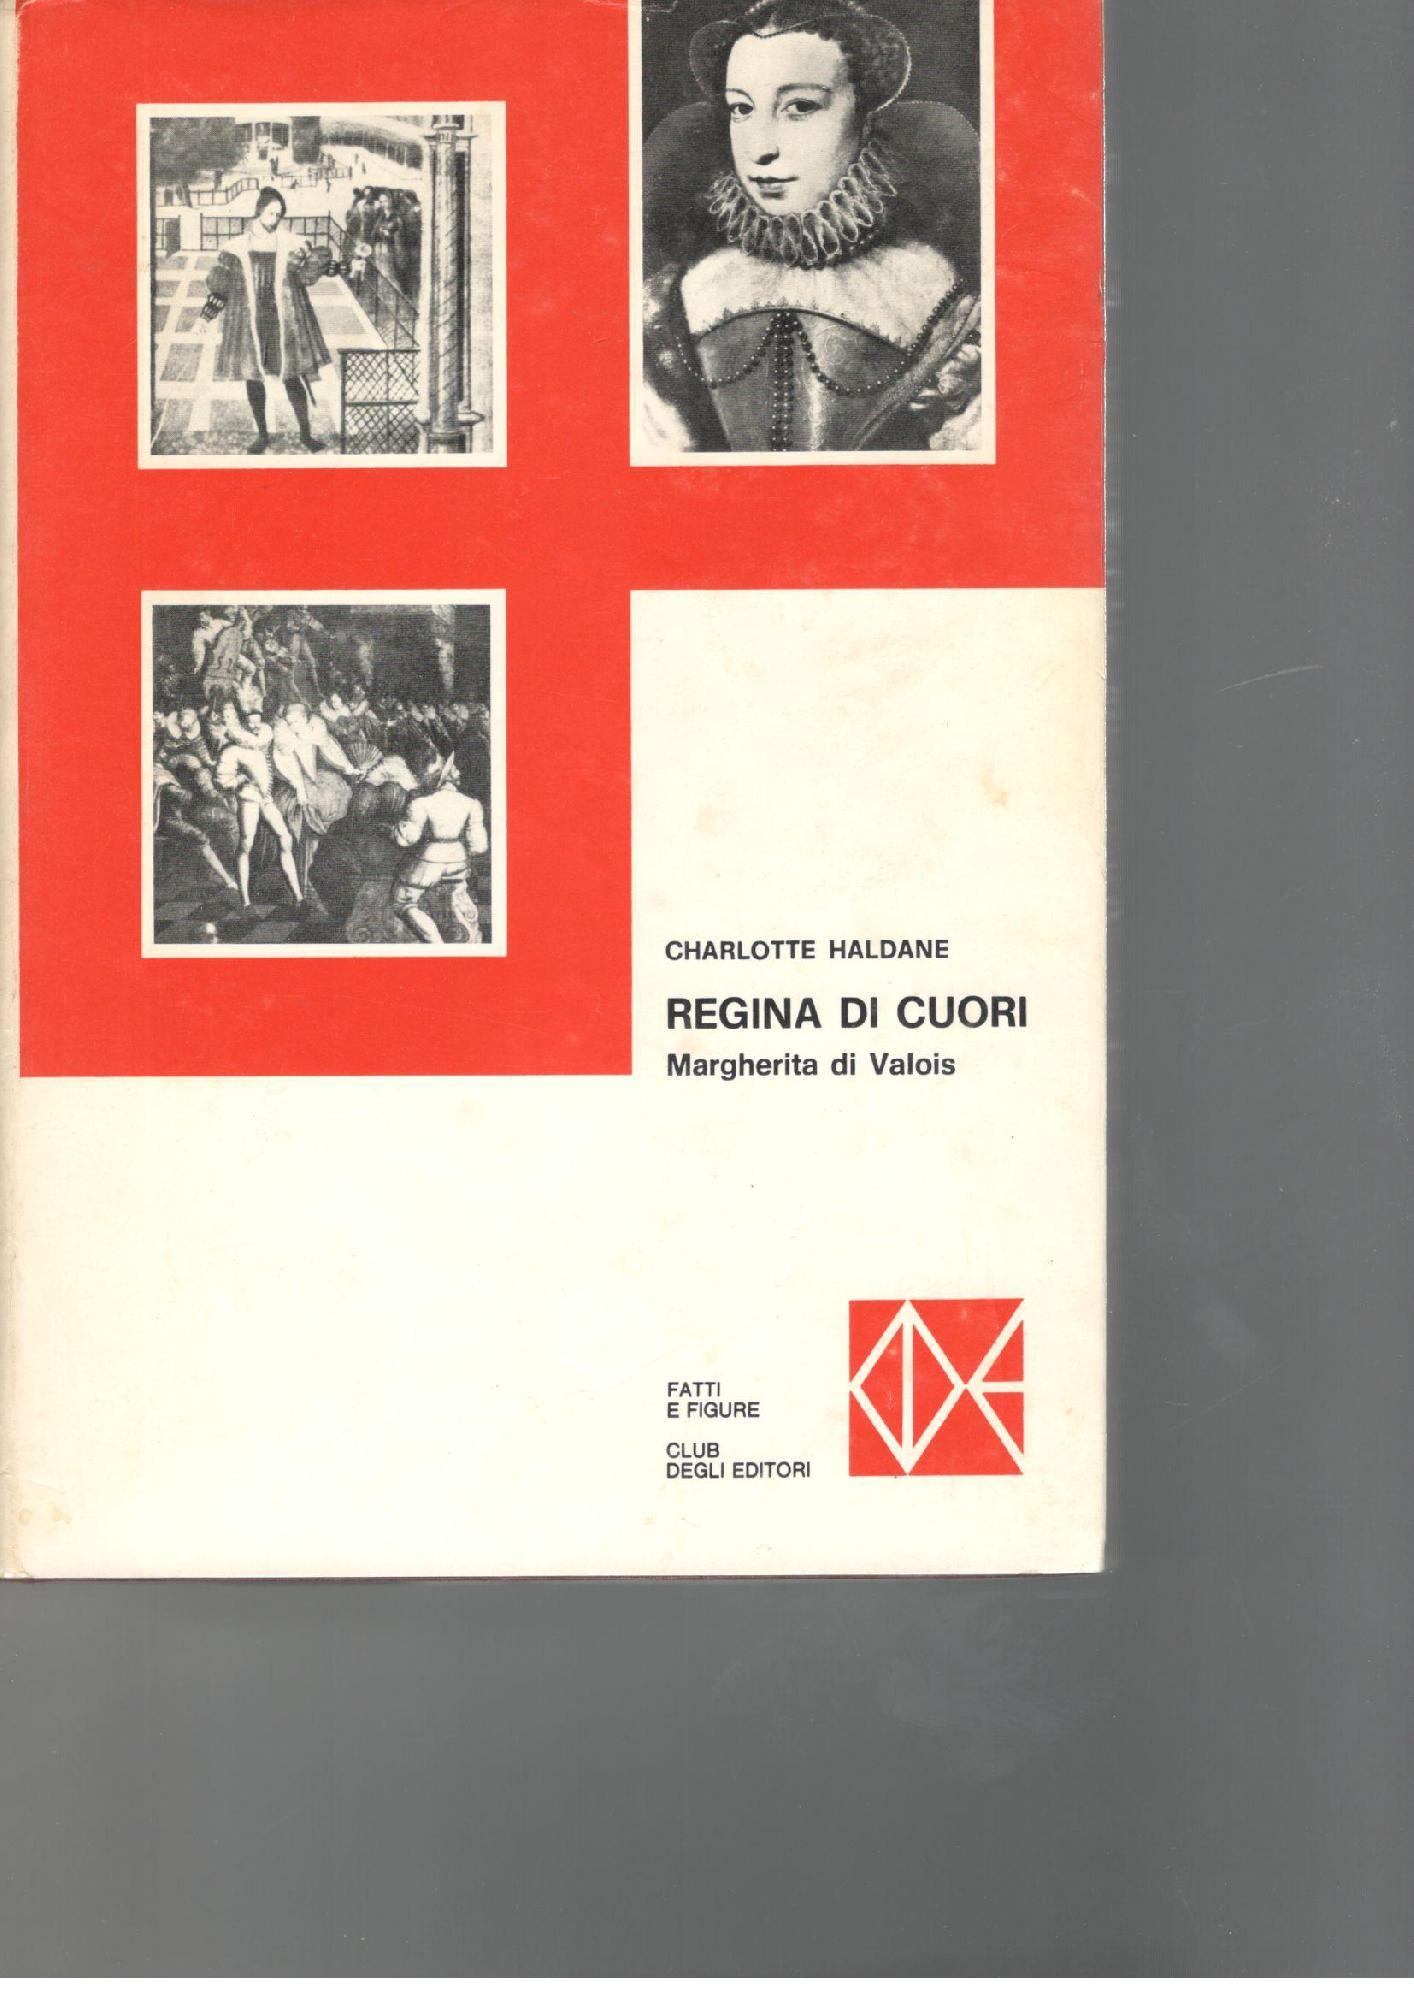 CHARLOTTE HALDANE
REGINA DI CUORI
Margherita di Valois
FATTI
E FIGURE
CLUB
DEGLI EDITORI